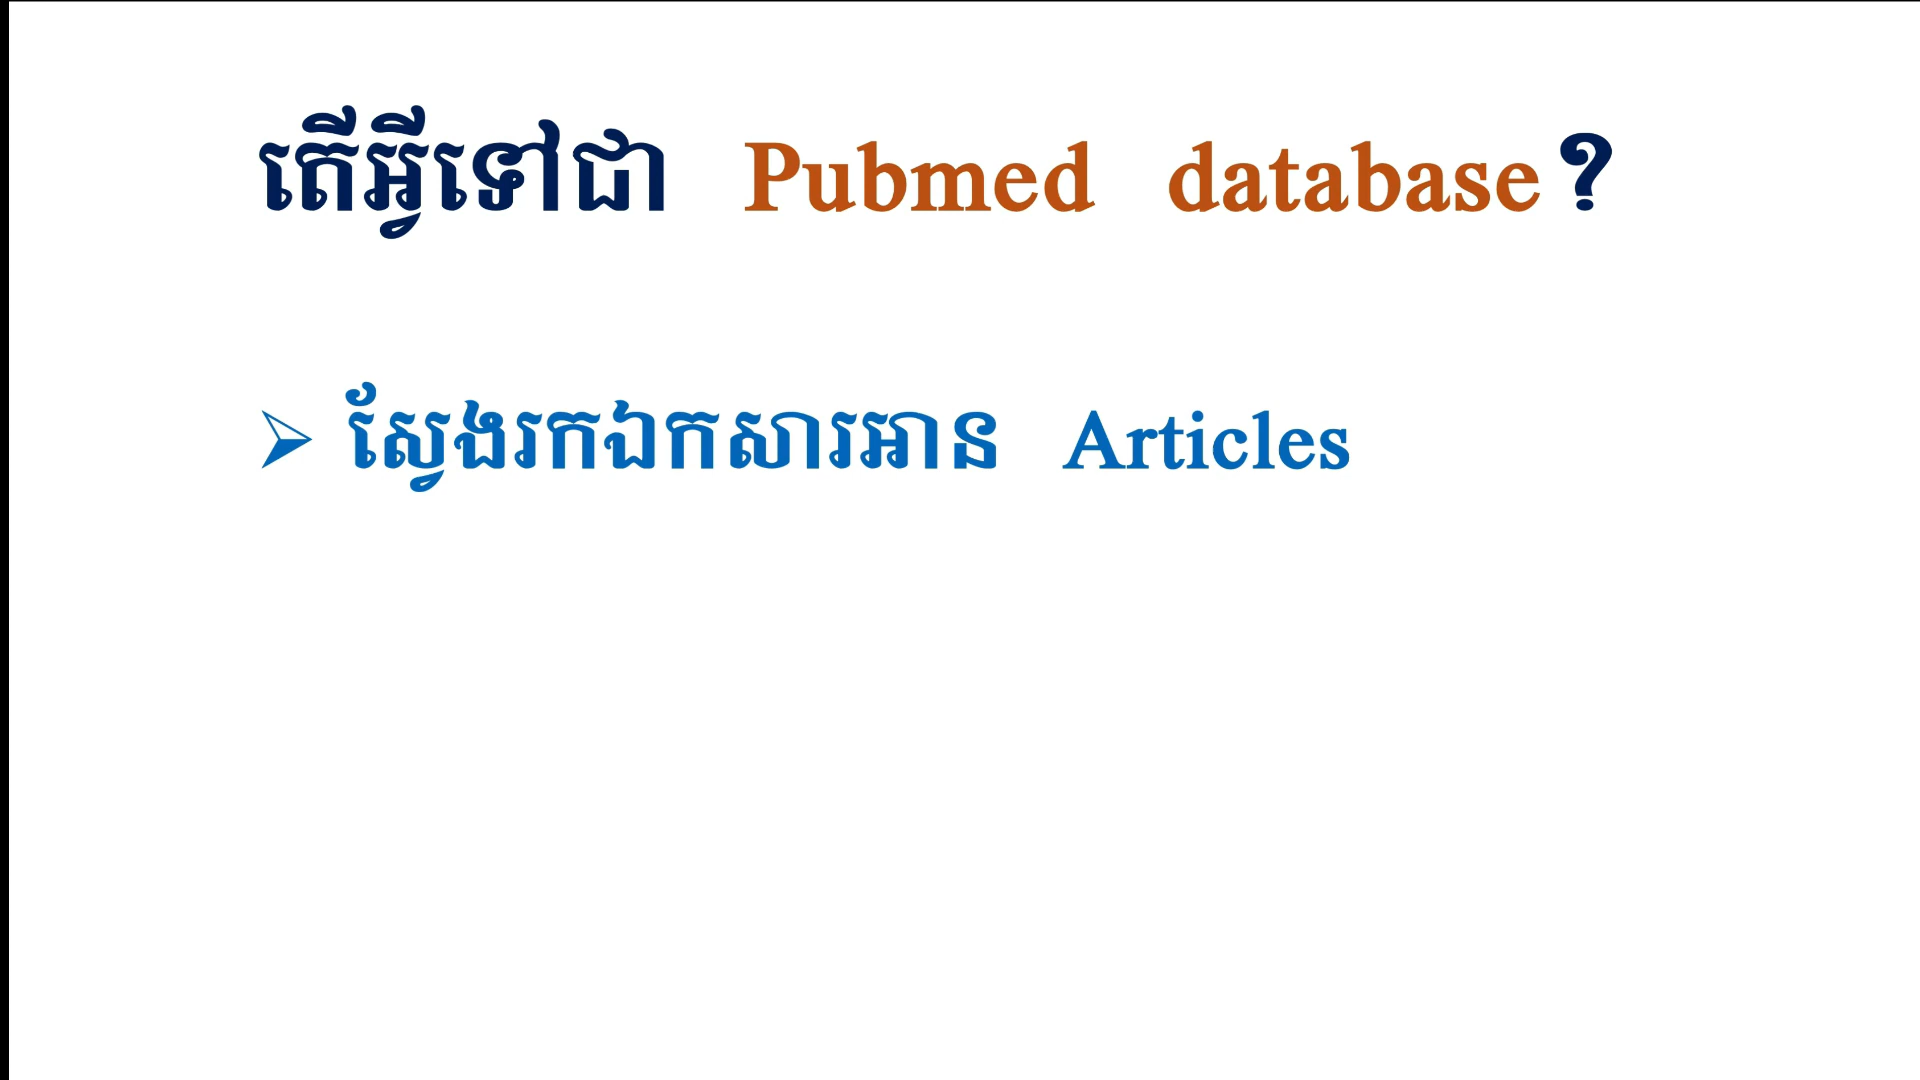 តើអ្វីទៅជា Pubmed database?
➢ ស្វែងរកឯកសារអាន Articles